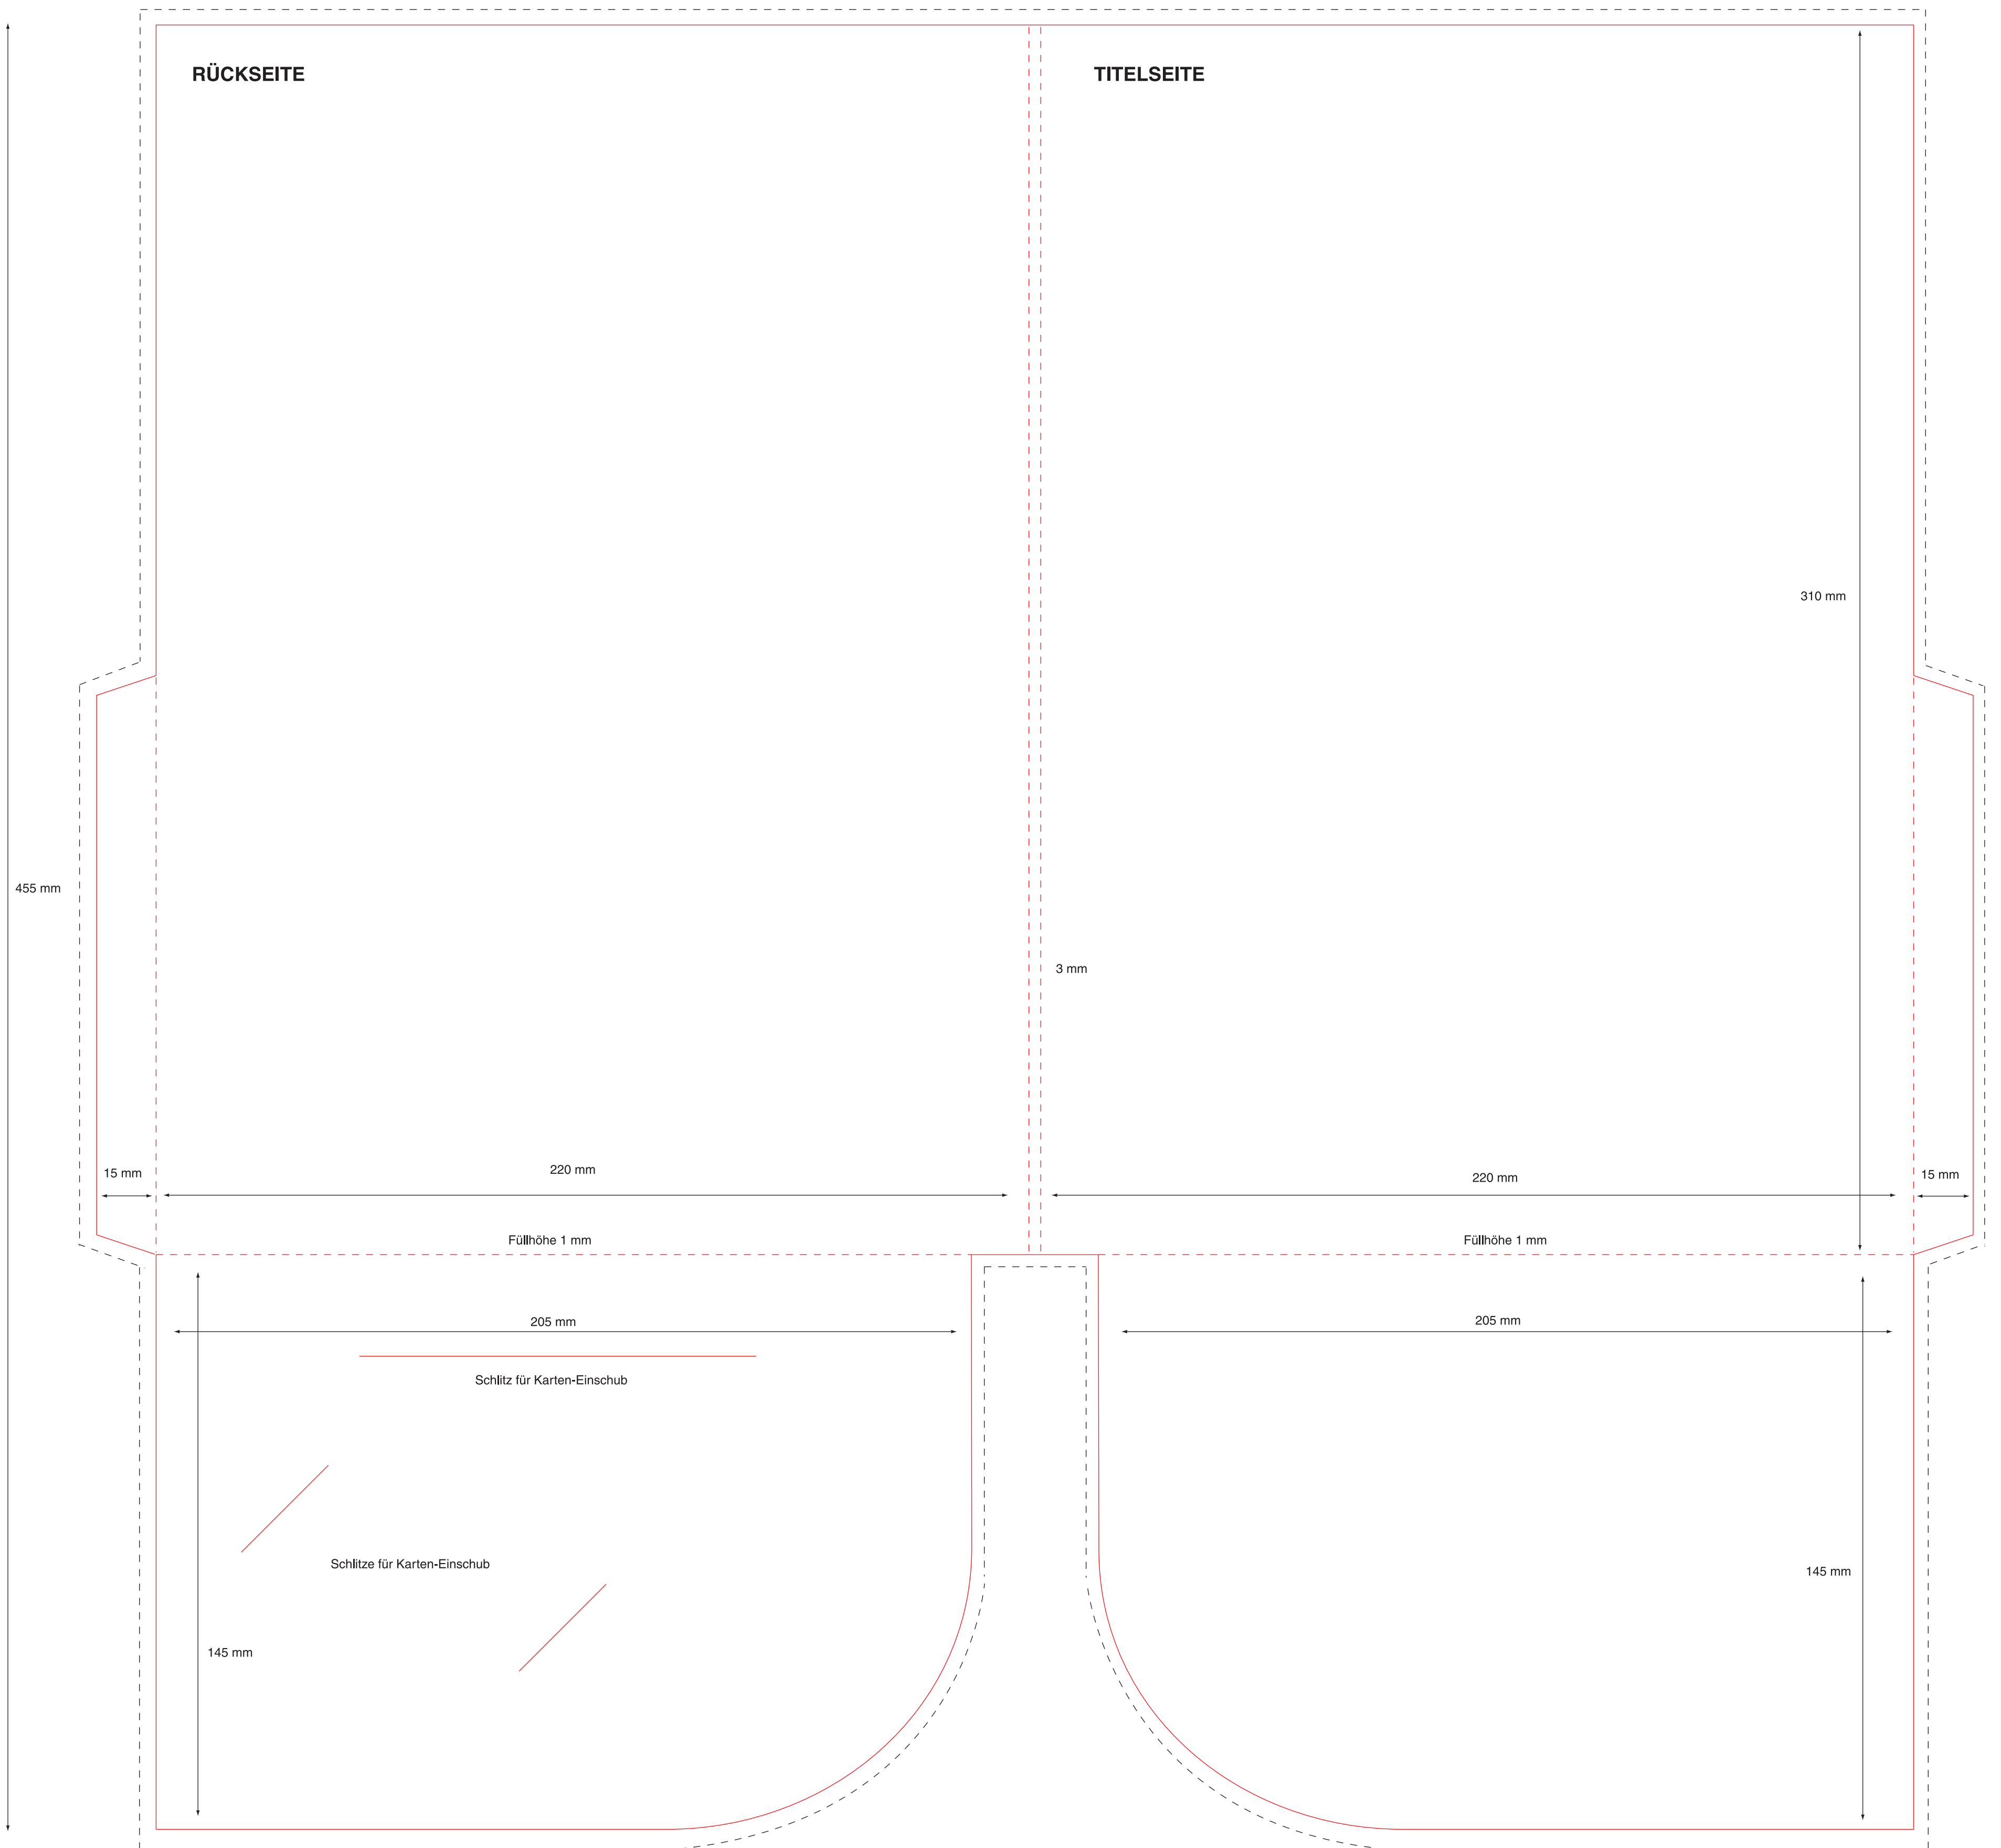 RÜCKSEITE
TITELSEITE
310 mm
455 mm
3 mm
15 mm
220 mm
220 mm
15 mm
Füllhöhe 1 mm
Füllhöhe 1 mm
205 mm
205 mm
Schlitz für Karten-Einschub
Schlitze für Karten-Einschub
145 mm
145 mm